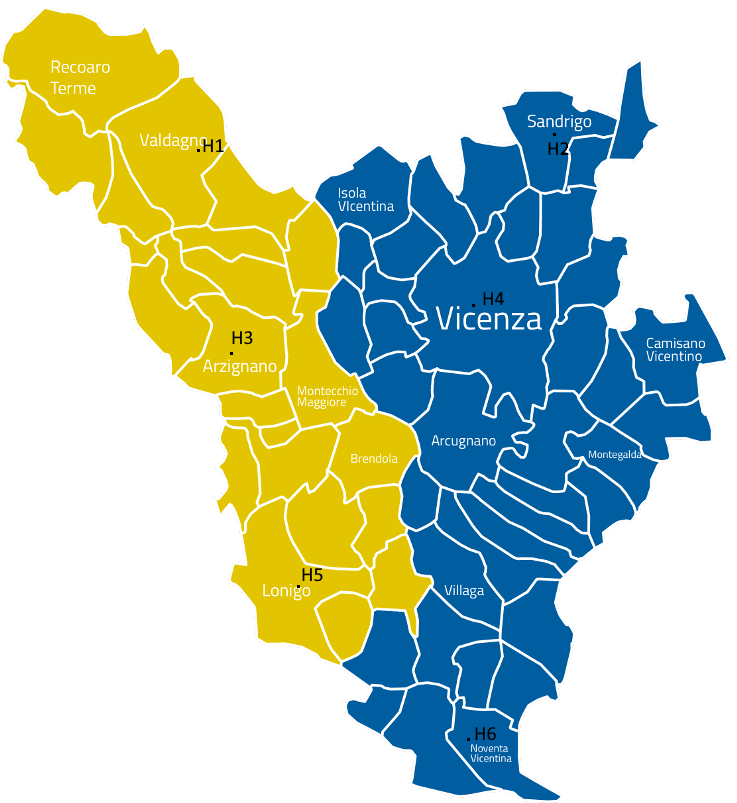 Recoaro
Terme
Sandrigo
H2
Valdagno
H1
Isola
VIcentina
H4
Vicenza
H3
Arzignano
Camisano
Vicentino
Montecchio
Maggiore
Arcugnano
Brendola
Montegalda
H5
Lonigo
Villaga
H6
Noventa
Vicentina